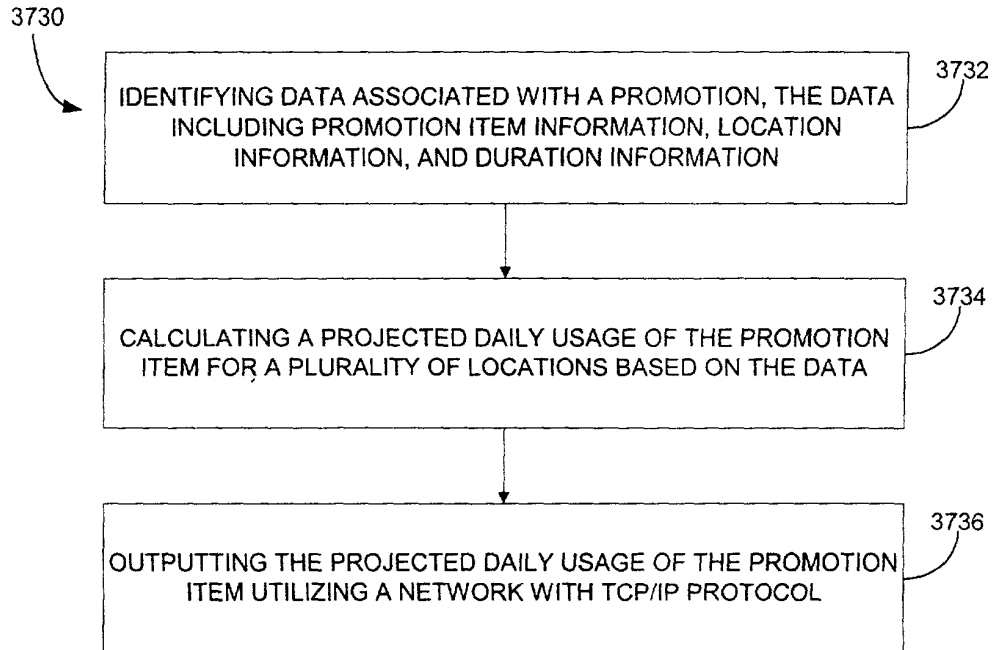 3730
3732
IDENTIFYING DATA ASSOCIATED WITH A PROMOTION, THE DATA
INCLUDING PROMOTION ITEM INFORMATION, LOCATION
INFORMATION, AND DURATION INFORMATION
3734
CALCULATING A PROJECTED DAILY USAGE OF THE PROMOTION
ITEM FOR A PLURALITY OF LOCATIONS BASED ON THE DATA
3736
OUTPUTTING THE PROJECTED DAILY USAGE OF THE PROMOTION
ITEM UTILIZING A NETWORK WITH TCP/IP PROTOCOL